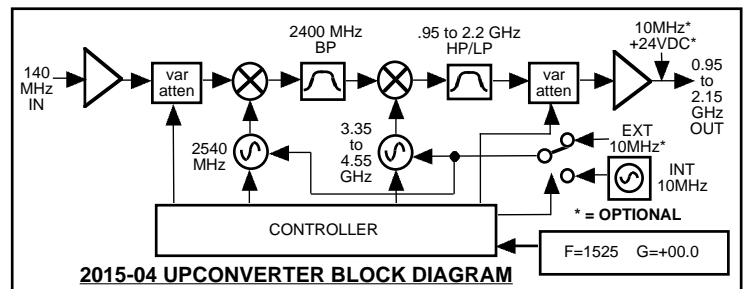 140
MHz
IN
var
atten
2400 MHz
BP
.95 to 2.2 GHz
HP/LP
var
atten
10MHz*
+24VDC*
0.95
to
2.15
GHz
OUT
2540
MHz
3.35
to
4.55
GHz
EXT
10MHz*
INT
10MHz
* = OPTIONAL
CONTROLLER
F=1525 G=+00.0
2015-04 UPCONVERTER BLOCK DIAGRAM